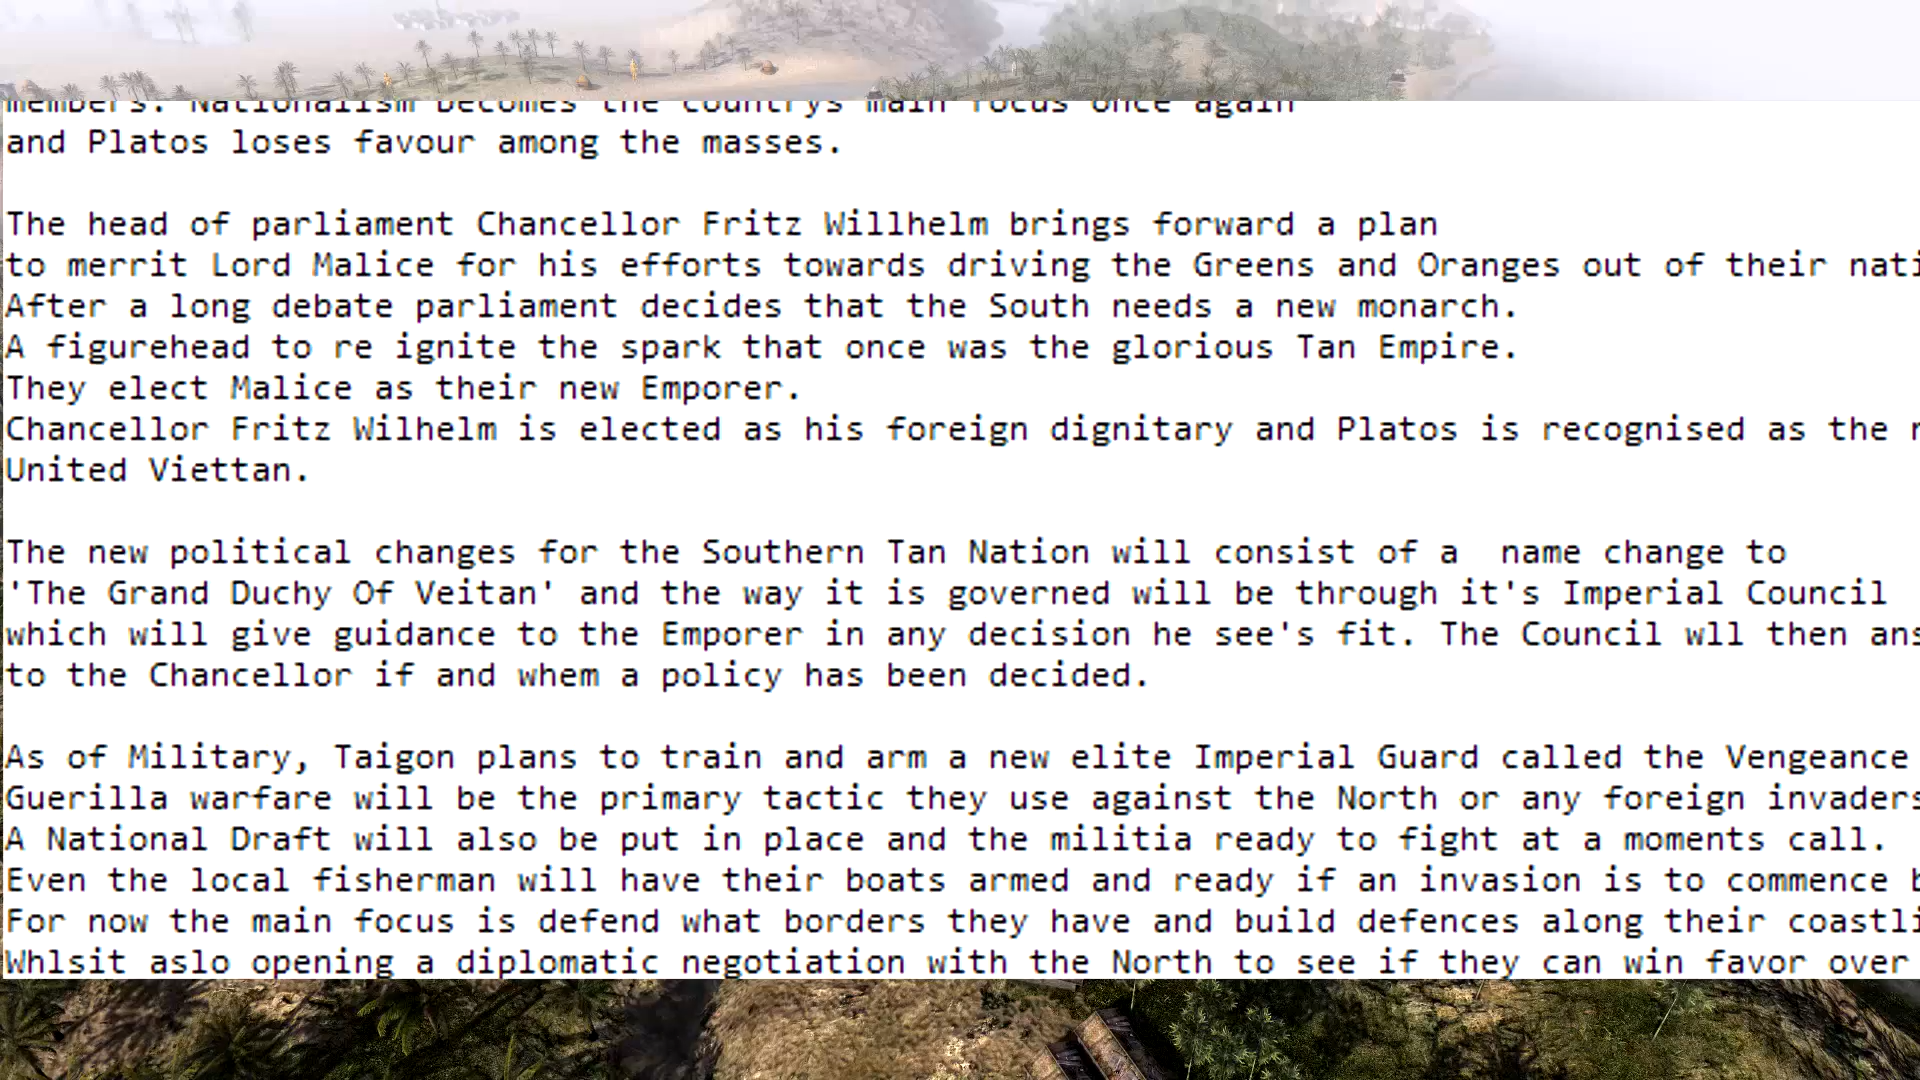 members. Nationalism becomes the countrys main focus once again
and Platos loses favour among the masses.
The head of parliament Chancellor Fritz Willhelm brings forward a plan
to merrit Lord Malice for his efforts towards driving the Greens and Oranges out of their nati
After a long debate parliament decides that the South needs a new monarch.
A figurehead to re ignite the spark that once was the glorious Tan Empire.
They elect Malice as their new Emporer.
Chancellor Fritz Wilhelm is elected as his foreign dignitary and Platos is recognised as the
United Viettan.
The new political changes for the Southern Tan Nation will consist of a  name change to
'The Grand Duchy Of Veitan' and the way it is governed will be through it's Imperial Council
which will give guidance to the Emporer in any decision he see's fit. The Council wll then ans
to the Chancellor if and whem a policy has been decided.
As of Military, Taigon plans to train and arm a new elite Imperial Guard called the Vengeance
Guerilla warfare will be the primary tactic they use against the North or any foreign invaders
A National Draft will also be put in place and the militia ready to fight at a moments call.
Even the local fisherman will have their boats armed and ready if an invasion is to commence
For now the main focus is defend what borders they have and build defences along their coastli
Whlsit aslo opening a diplomatic negotiation with the North to see if they can win favor over